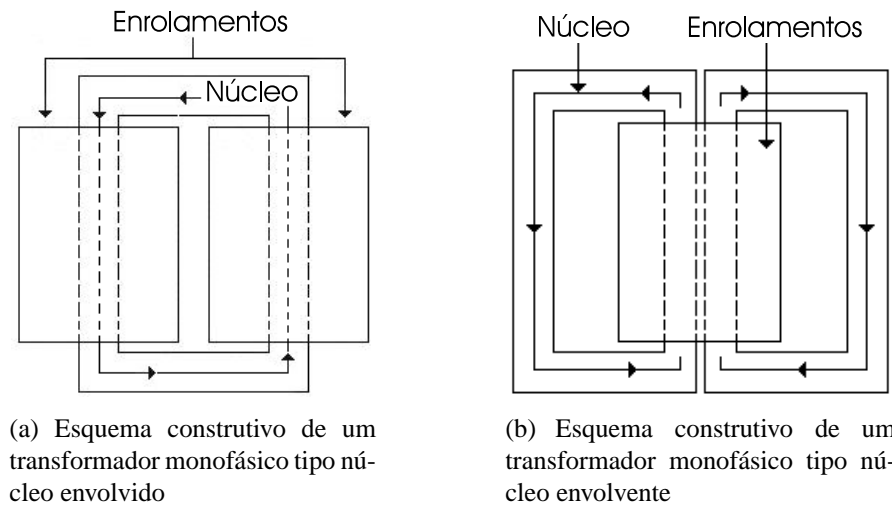 Enrolamentos
Núcleo
(a) Esquema construtivo de um
transformador monofásico tipo nú-
cleo envolvido
Núcleo Enrolamentos
(b) Esquema construtivo de um
transformador monofásico tipo nú-
cleo envolvente